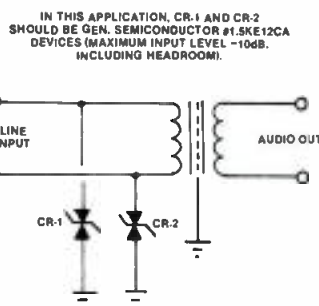 IN THIS APPLICATION, CR-1 AND CR-2
SHOULD BE GEN. SEMICONDUCTOR #1.5KE12CA
DEVICES (MAXIMUM INPUT LEVEL -10dB.
INCLUDING HEADROOM).
LINE
INPUT
AUDIO OUT
CR-1
CR-2